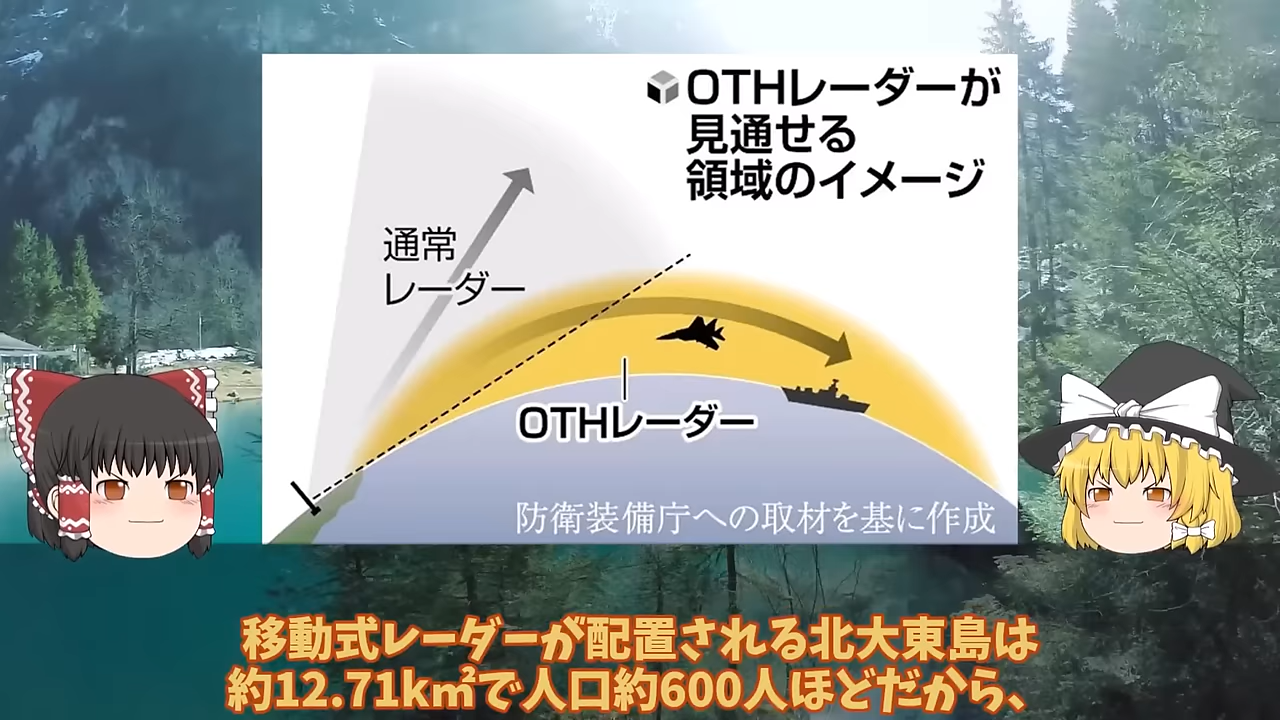 OTHレーダーが
見通せる
領域のイメージ
通常
レーダー
OTHレーダー
防衛装備庁への取材を基に作成
移動式レーダーが配置される北大東島は
約12.71k㎡で人口約600人ほどだから、